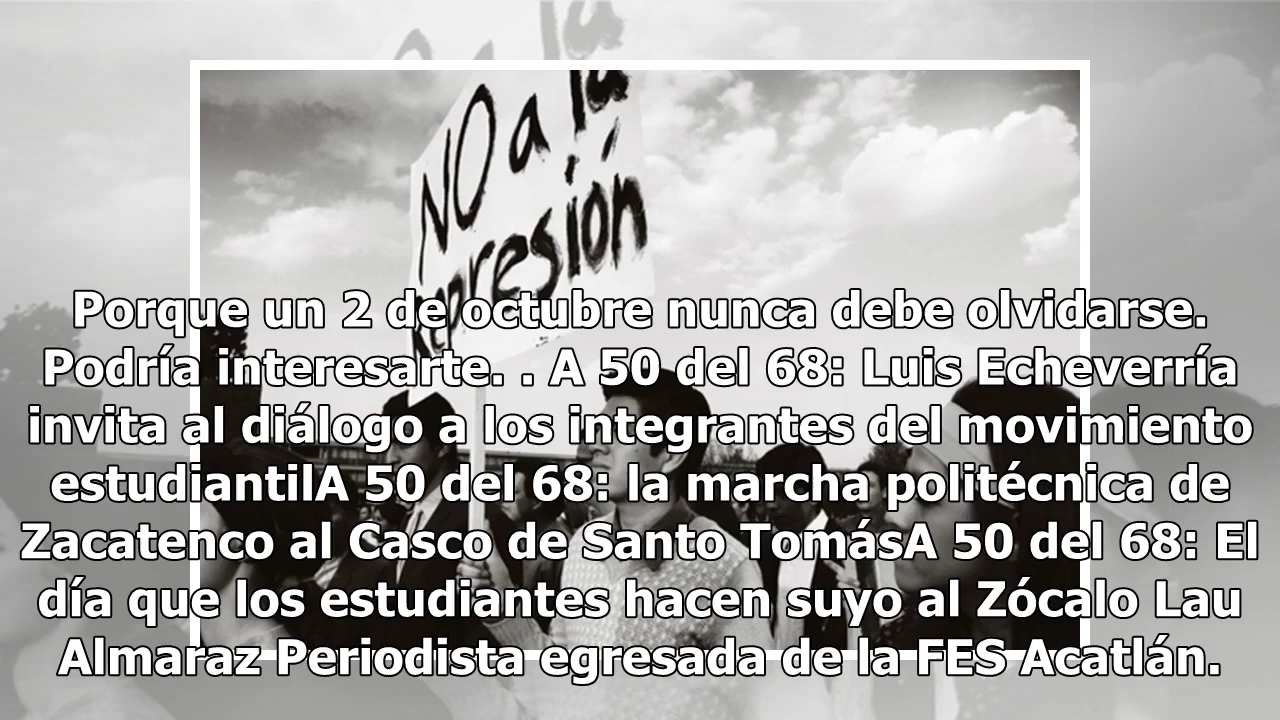 NO a la
represión
Porque un 2 de octubre nunca debe olvidarse.
Podría interesarte. . A 50 del 68: Luis Echeverría
invita al diálogo a los integrantes del movimiento
estudiantilA 50 del 68: la marcha politécnica de
Zacatenco al Casco de Santo TomásA 50 del 68: El
día que los estudiantes hacen suyo al Zócalo Lau
Almaraz Periodista egresada de la FES Acatlán.